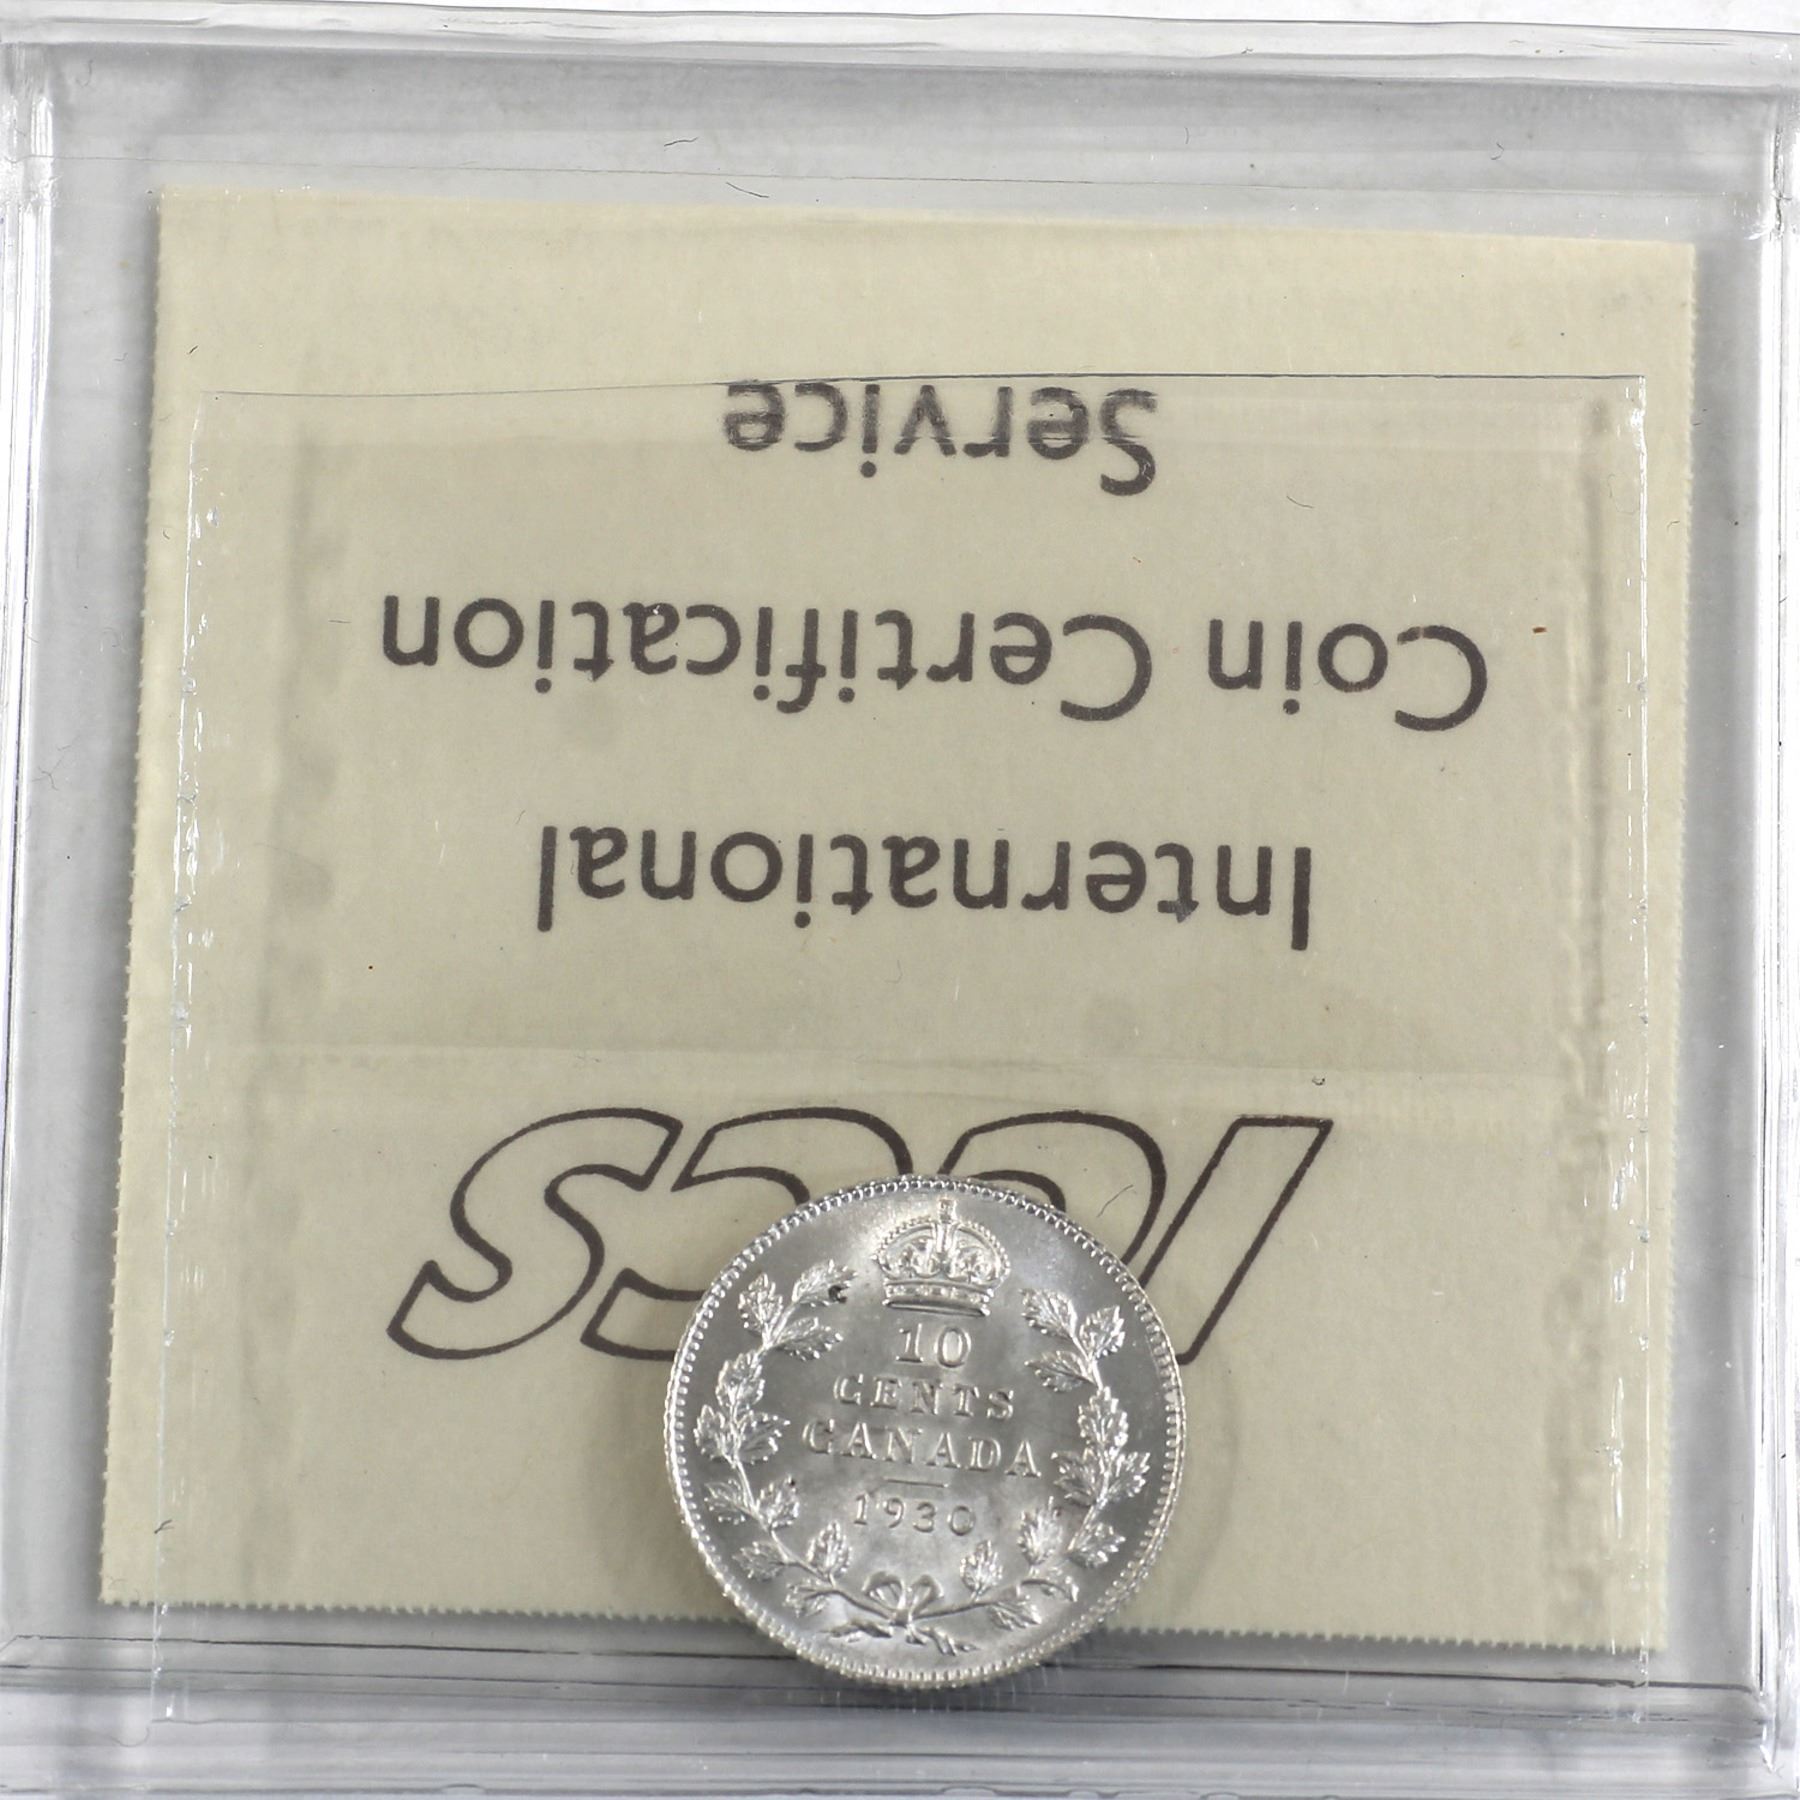 ICCS
International
Coin Certification
Service
10
CENTS
CANADA
1930